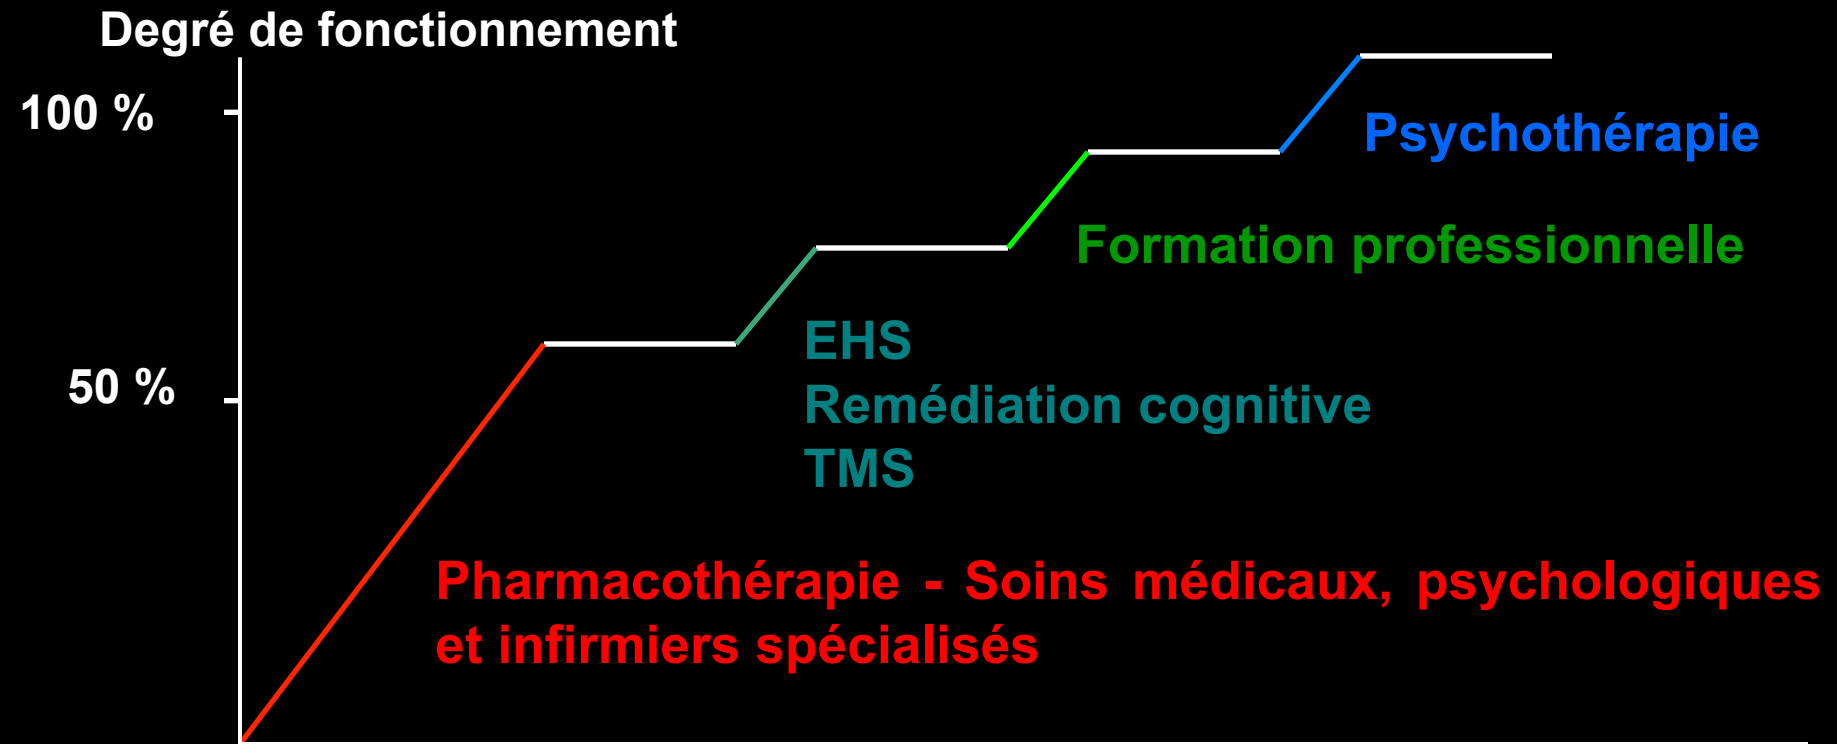 Degré de fonctionnement
100 %
Psychothérapie
Formation professionnelle
EHS
50 %
Remédiation cognitive
TMS
Pharmacothérapie - Soins médicaux, psychologiques
et infirmiers spécialisés